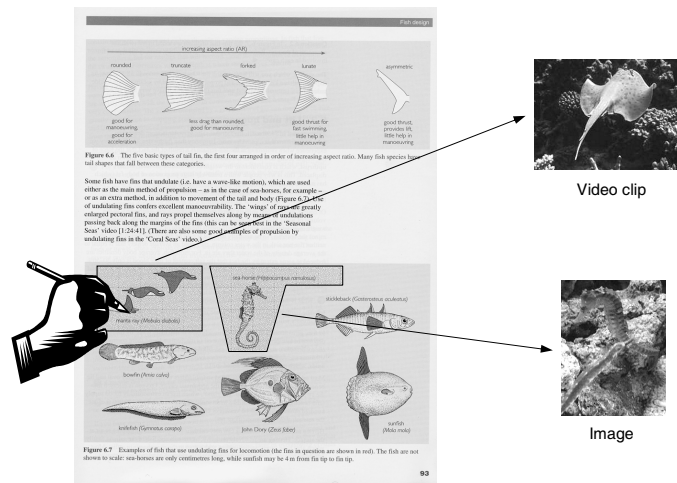 Fish design
increasing aspect ratio (AR)
rounded truncate forked lunate asymmetric
good for
manoeuvring,
good for
acceleration
less drag than rounded,
good for manoeuvring
good thrust for
fast swimming,
little help in
manoeuvring
good thrust,
provides lift,
little help in
manoeuvring
Figure 6.6 The five basic types of tail fin, the first four arranged in order of increasing aspect ratio. Many fish species have
tail shapes that fall between these categories.
Some fish have fins that undulate (i.e. have a wave-like motion), which are used
either as the main method of propulsion – as in the case of sea-horses, for example –
or as an extra method, in addition to movement of the tail and body (Figure 6.7). Use
of undulating fins confers excellent manoeuvrability. The 'wings' of rays are greatly
enlarged pectoral fins, and rays propel themselves along by means of undulations
passing back along the margins of the fins (this can be seen best in the 'Seasonal
Seas' video [1:24:41]. (There are also some good examples of propulsion by
undulating fins in the 'Coral Seas' video.)
sea-horse (Hippocampus ramulosus)
manta ray (Mobula diabolis)
stickleback (Gasterosteus aculeatus)
bowfin (Amia calva)
knifefish (Gymnotus carapo)
John Dory (Zeus faber)
sunfish
(Mola mola)
Figure 6.7 Examples of fish that use undulating fins for locomotion (the fins in question are shown in red). The fish are not
shown to scale: sea-horses are only centimetres long, while sunfish may be 4 m from fin tip to fin tip.
93
Video clip
Image